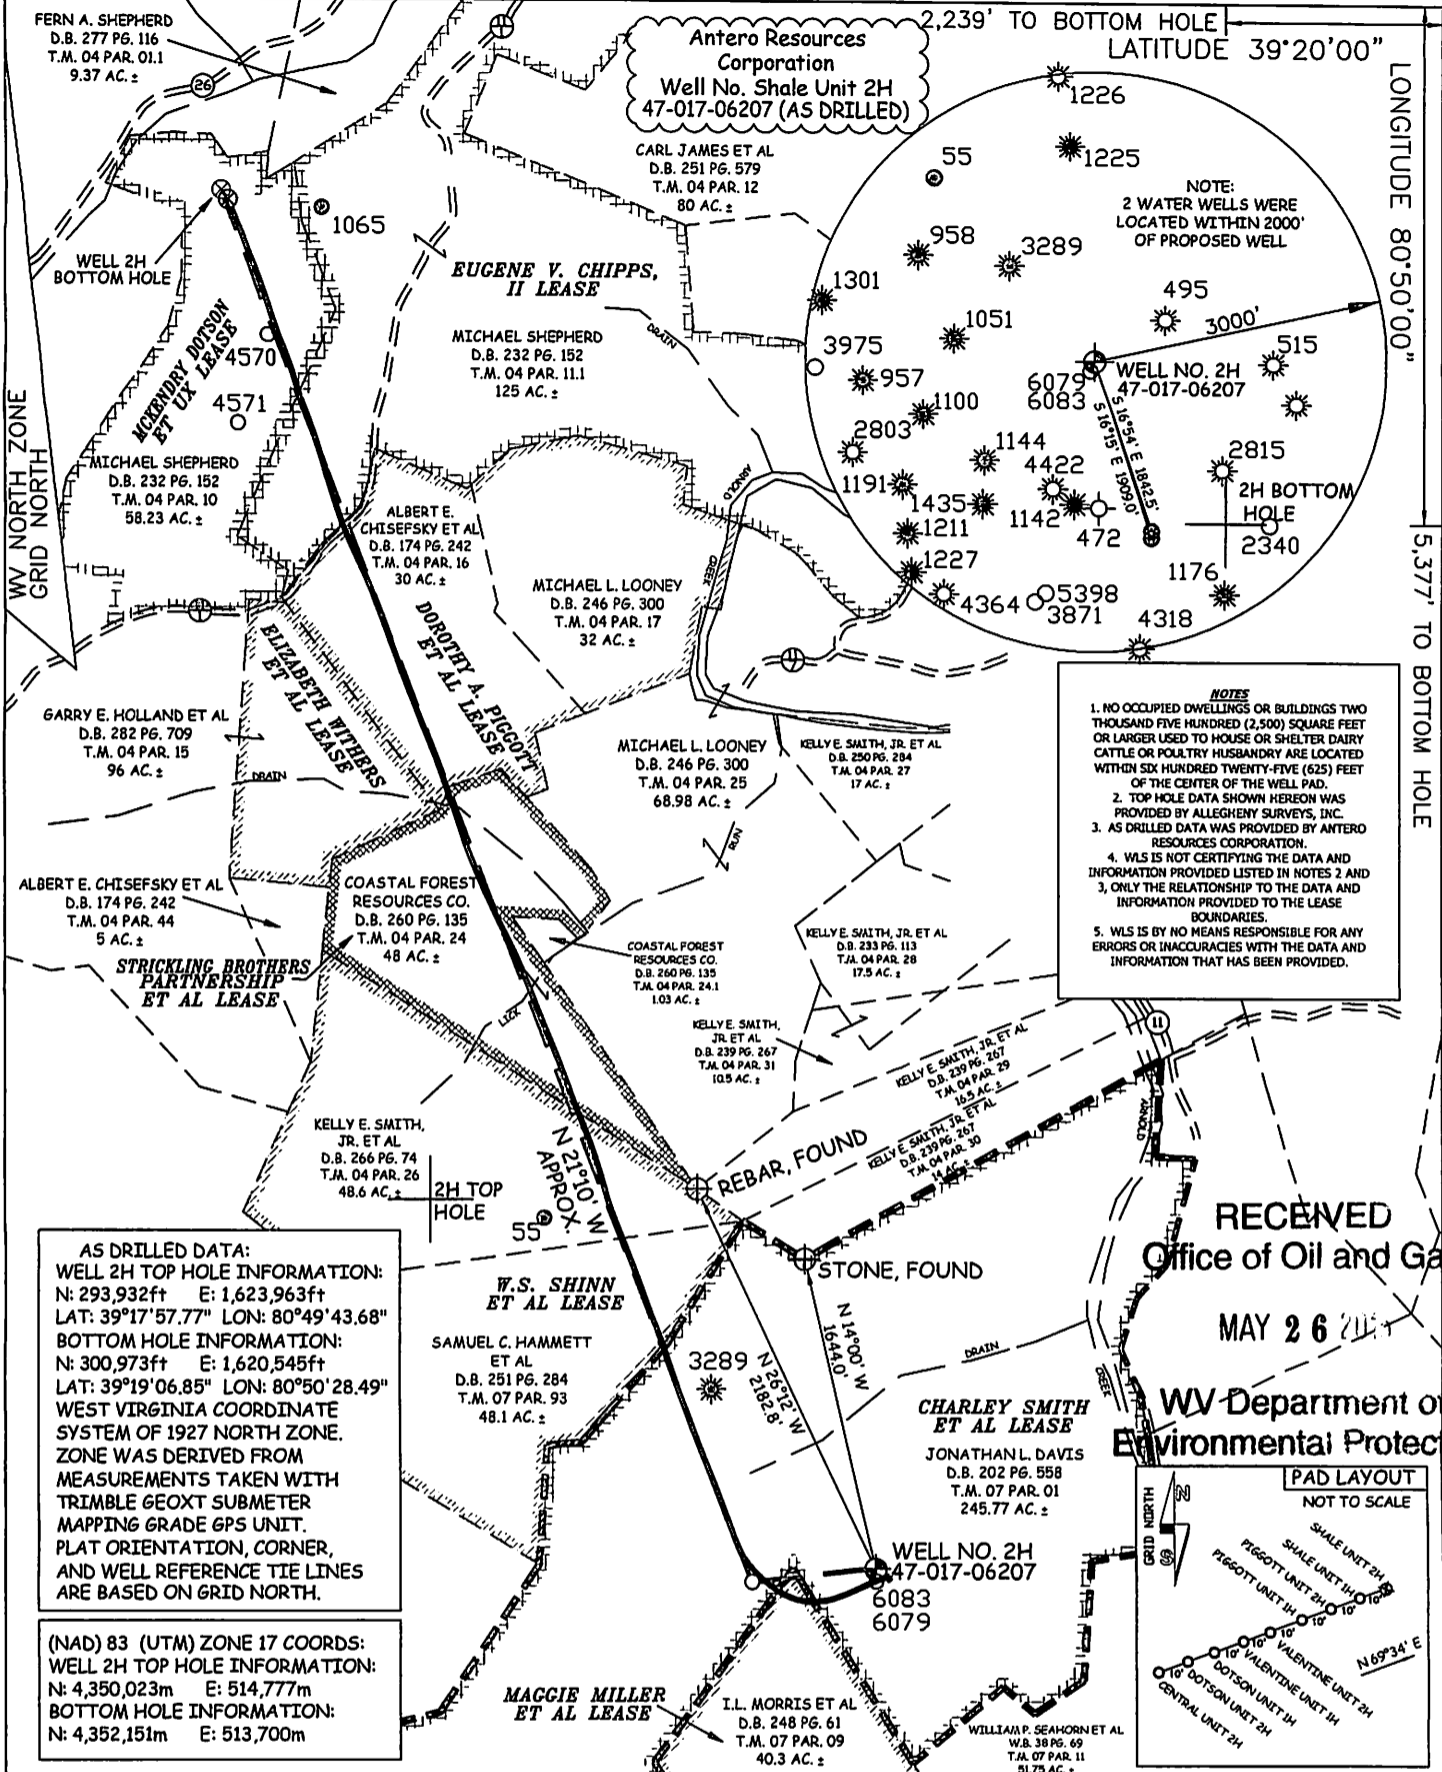 FERN A. SHEPHERD
D.B. 277 PG. 116
T.M. 04 PAR. 01.1
9.37 AC. ±
26
Antero Resources
Corporation
Well No. Shale Unit 2H
47-017-06207 (AS DRILLED)
2,239' TO BOTTOM HOLE
LATITUDE 39°20'00"
LONGITUDE 80°50'00"
5,377' TO BOTTOM HOLE
CARL JAMES ET AL
D.B. 251 PG. 579
T.M. 04 PAR. 12
80 AC. ±
1226
1225
55
NOTE:
2 WATER WELLS WERE
LOCATED WITHIN 2000'
OF PROPOSED WELL
958
3289
1301
495
1051
3000'
3975
515
957
WELL NO. 2H
47-017-06207
6079
6083
1100
2803
S 16°54' E 1842.5'
S 16°15' E 1909.0'
1144
4422
2815
1191
1435
1142
2H BOTTOM
HOLE
1211
472
2340
1227
1176
4364
5398
3871
4318
1065
WELL 2H
BOTTOM HOLE
EUGENE V. CHIPPS,
II LEASE
MICHAEL SHEPHERD
D.B. 232 PG. 152
T.M. 04 PAR. 11.1
125 AC. ±
DRAIN
MCKENDRY DOTSON
ET UX LEASE
4570
4571
WV NORTH ZONE
GRID NORTH
MICHAEL SHEPHERD
D.B. 232 PG. 152
T.M. 04 PAR. 10
58.23 AC. ±
ALBERT E.
CHISEFSKY ET AL
D.B. 174 PG. 242
T.M. 04 PAR. 16
30 AC. ±
ARNOLD
CREEK
MICHAEL L. LOONEY
D.B. 246 PG. 300
T.M. 04 PAR. 17
32 AC. ±
DOROTHY A. PIGGOTT
ET AL LEASE
ELIZABETH WITHERS
ET AL LEASE
GARRY E. HOLLAND ET AL
D.B. 282 PG. 709
T.M. 04 PAR. 15
96 AC. ±
DRAIN
MICHAEL L. LOONEY
D.B. 246 PG. 300
T.M. 04 PAR. 25
68.98 AC. ±
KELLY E. SMITH, JR. ET AL
D.B. 250 PG. 284
T.M. 04 PAR. 27
17 AC. ±
RUN
NOTES
1. NO OCCUPIED DWELLINGS OR BUILDINGS TWO
THOUSAND FIVE HUNDRED (2,500) SQUARE FEET
OR LARGER USED TO HOUSE OR SHELTER DAIRY
CATTLE OR POULTRY HUSBANDRY ARE LOCATED
WITHIN SIX HUNDRED TWENTY-FIVE (625) FEET
OF THE CENTER OF THE WELL PAD.
2. TOP HOLE DATA SHOWN HEREON WAS
PROVIDED BY ALLEGHENY SURVEYS, INC.
3. AS DRILLED DATA WAS PROVIDED BY ANTERO
RESOURCES CORPORATION.
4. WLS IS NOT CERTIFYING THE DATA AND
INFORMATION PROVIDED LISTED IN NOTES 2 AND
3, ONLY THE RELATIONSHIP TO THE DATA AND
INFORMATION PROVIDED TO THE LEASE
BOUNDARIES.
5. WLS IS BY NO MEANS RESPONSIBLE FOR ANY
ERRORS OR INACCURACIES WITH THE DATA AND
INFORMATION THAT HAS BEEN PROVIDED.
ALBERT E. CHISEFSKY ET AL
D.B. 174 PG. 242
T.M. 04 PAR. 44
5 AC. ±
COASTAL FOREST
RESOURCES CO.
D.B. 260 PG. 135
T.M. 04 PAR. 24
48 AC. ±
STRICKLING BROTHERS
PARTNERSHIP
ET AL LEASE
COASTAL FOREST
RESOURCES CO.
D.B. 260 PG. 135
T.M. 04 PAR. 24.1
1.03 AC. ±
KELLY E. SMITH, JR. ET AL
D.B. 233 PG. 113
T.M. 04 PAR. 28
17.5 AC. ±
LICK
KELLY E. SMITH,
JR. ET AL
D.B. 239 PG. 267
T.M. 04 PAR. 31
10.5 AC. ±
KELLY E. SMITH, JR. ET AL
D.B. 239 PG. 267
T.M. 04 PAR. 29
16.5 AC. ±
KELLY E. SMITH, JR. ET AL
D.B. 239 PG. 267
T.M. 04 PAR. 30
14 AC. ±
11
ARNOLD
KELLY E. SMITH,
JR. ET AL
D.B. 266 PG. 74
T.M. 04 PAR. 26
48.6 AC. ±
2H TOP
HOLE
N 21°10' W
APPROX.
55
REBAR, FOUND
STONE, FOUND
RECEIVED
Office of Oil and Ga
MAY 26
WV Department o
Environmental Protec
AS DRILLED DATA:
WELL 2H TOP HOLE INFORMATION:
N: 293,932ft E: 1,623,963ft
LAT: 39°17'57.77" LON: 80°49'43.68"
BOTTOM HOLE INFORMATION:
N: 300,973ft E: 1,620,545ft
LAT: 39°19'06.85" LON: 80°50'28.49"
WEST VIRGINIA COORDINATE
SYSTEM OF 1927 NORTH ZONE.
ZONE WAS DERIVED FROM
MEASUREMENTS TAKEN WITH
TRIMBLE GEOXT SUBMETER
MAPPING GRADE GPS UNIT.
PLAT ORIENTATION, CORNER,
AND WELL REFERENCE TIE LINES
ARE BASED ON GRID NORTH.
W.S. SHINN
ET AL LEASE
SAMUEL C. HAMMETT
ET AL
D.B. 251 PG. 284
T.M. 07 PAR. 93
48.1 AC. ±
3289
N 26°12' W
2182.8'
N 14°00' W
1644.0'
DRAIN
CREEK
CHARLEY SMITH
ET AL LEASE
JONATHAN L. DAVIS
D.B. 202 PG. 558
T.M. 07 PAR. 01
245.77 AC. ±
WELL NO. 2H
47-017-06207
6083
6079
(NAD) 83 (UTM) ZONE 17 COORDS:
WELL 2H TOP HOLE INFORMATION:
N: 4,350,023m E: 514,777m
BOTTOM HOLE INFORMATION:
N: 4,352,151m E: 513,700m
MAGGIE MILLER
ET AL LEASE
I.L. MORRIS ET AL
D.B. 248 PG. 61
T.M. 07 PAR. 09
40.3 AC. ±
WILLIAM P. SEAHORN ET AL
W.B. 38 PG. 69
T.M. 07 PAR. 11
51.75 AC. ±
PAD LAYOUT
NOT TO SCALE
GRID NORTH
N
S
SHALE UNIT 2H
SHALE UNIT 1H
PIGGOTT UNIT 2H
PIGGOTT UNIT 1H
10'
10'
10'
10'
10'
10'
10'
10'
N 69°34' E
VALENTINE UNIT 2H
VALENTINE UNIT 1H
DOTSON UNIT 1H
DOTSON UNIT 2H
CENTRAL UNIT 2H